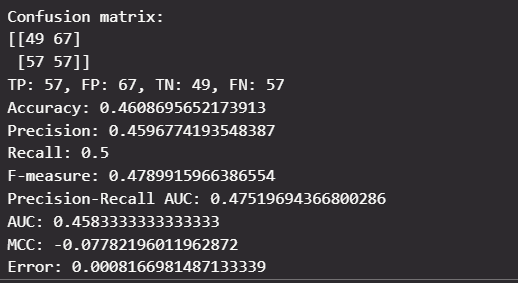 Confusion matrix:
[[49 67]
 [57 57]]
TP: 57, FP: 67, TN: 49, FN: 57
Accuracy: 0.4608695652173913
Precision: 0.4596774193548387
Recall: 0.5
F-measure: 0.4789915966386554
Precision-Recall AUC: 0.47519694366800286
AUC: 0.4583333333333333
MCC: -0.07782196011962872
Error: 0.0008166981487133339